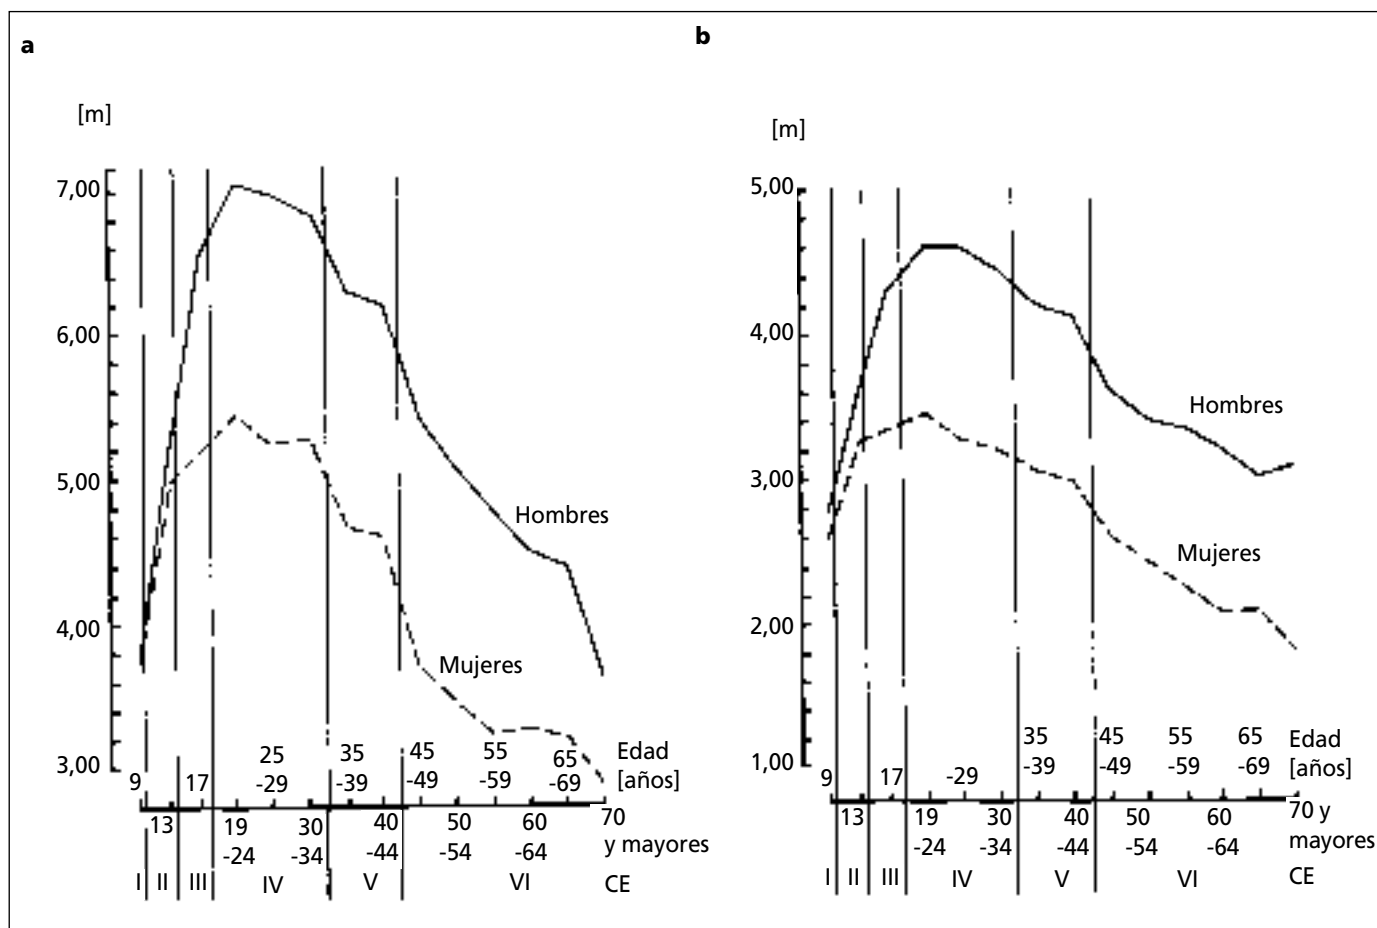 a
[m]
7,00
6,00
5,00
4,00
3,00
Hombres
Mujeres
25 35 45 55 65 Edad
9 17 -29 -39 -49 -59 -69 [años]
13 19 30 40 50 60 70
-24 -34 -44 -54 -64 y mayores
I II III IV V VI CE
b
[m]
5,00
4,00
3,00
2,00
1,00
Hombres
Mujeres
35 45 55 65 Edad
9 17 -29 -39 -49 -59 -69 [años]
13 19 30 40 50 60 70 y
-24 -34 -44 -54 -64 mayores
I II III IV V VI CE